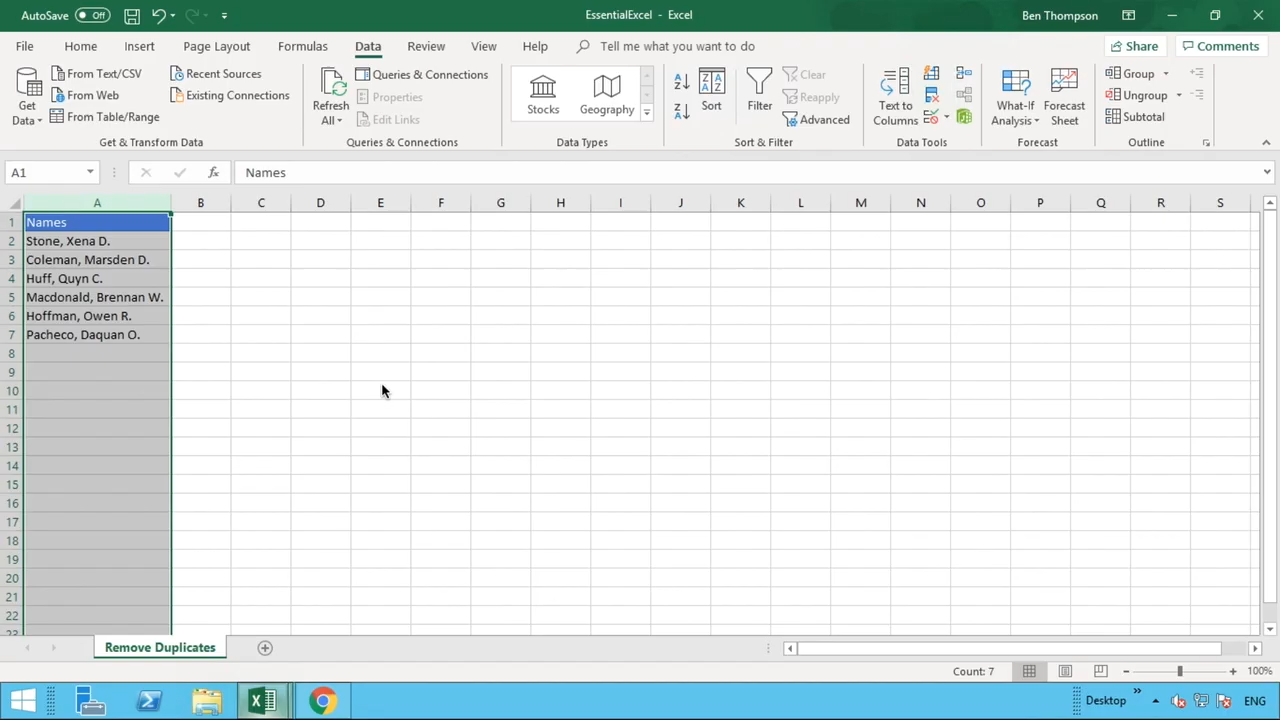 AutoSave Off EssentialExcel - Excel Ben Thompson
File Home Insert Page Layout Formulas Data Review View Help Tell me what you want to do Share Comments
Get Data
From Text/CSV
From Web
From Table/Range
Recent Sources
Existing Connections
Get & Transform Data
Refresh All
Queries & Connections
Properties
Edit Links
Queries & Connections
Stocks Geography
Data Types
Sort
Filter
Clear
Reapply
Advanced
Sort & Filter
Text to Columns
Data Tools
What-If Analysis
Forecast Sheet
Forecast
Group
Ungroup
Subtotal
Outline
A1 fx Names
A B C D E F G H I J K L M N O P Q R S
1 Names
2 Stone, Xena D.
3 Coleman, Marsden D.
4 Huff, Quyn C.
5 Macdonald, Brennan W.
6 Hoffman, Owen R.
7 Pacheco, Daquan O.
8
9
10
11
12
13
14
15
16
17
18
19
20
21
22
23
Remove Duplicates
Count: 7 100%
Desktop ENG